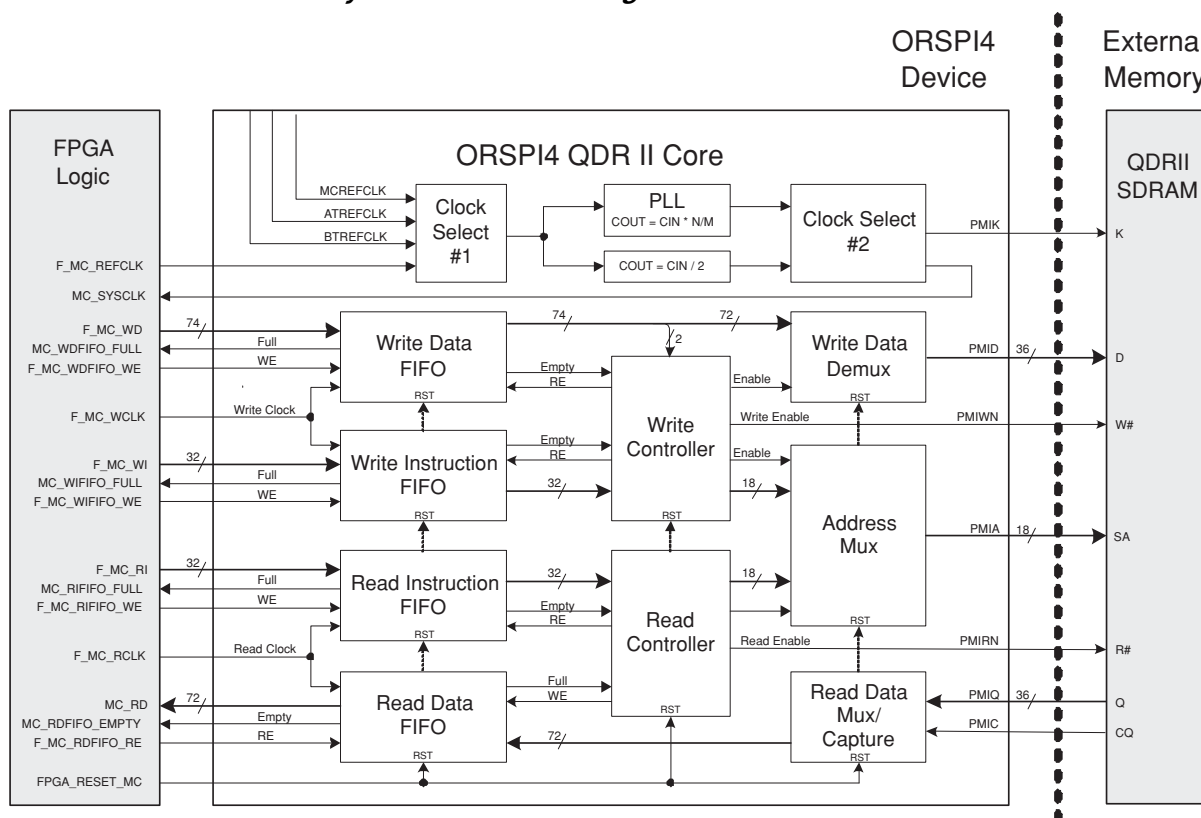 ORSPI4
Device
Externa
Memory
FPGA
Logic
ORSPI4 QDR II Core
QDRII
SDRAM
MCREFCLK
ATREFCLK
BTREFCLK
Clock
Select
#1
PLL
COUT = CIN * N/M
COUT = CIN / 2
Clock Select
#2
PMIK
K
F_MC_REFCLK
MC_SYSCLK
F_MC_WD
74
MC_WDFIFO_FULL
Full
F_MC_WDFIFO_WE
WE
Write Data
FIFO
RST
74
2
72
Empty
RE
Write Data
Demux
RST
Enable
PMID
36
D
F_MC_WCLK
Write Clock
Write
Controller
RST
Write Enable
PMIWN
W#
F_MC_WI
32
MC_WIFIFO_FULL
Full
F_MC_WIFIFO_WE
WE
Write Instruction
FIFO
RST
Empty
RE
32
Enable
18
Address
Mux
RST
PMIA
18
SA
F_MC_RI
32
MC_RIFIFO_FULL
Full
F_MC_RIFIFO_WE
WE
Read Instruction
FIFO
RST
32
Empty
RE
Read
Controller
RST
18
Read Enable
PMIRN
R#
F_MC_RCLK
Read Clock
MC_RD
72
MC_RDFIFO_EMPTY
Empty
F_MC_RDFIFO_RE
RE
Read Data
FIFO
RST
Full
WE
72
Read Data
Mux/
Capture
RST
PMIQ
36
Q
PMIC
CQ
FPGA_RESET_MC